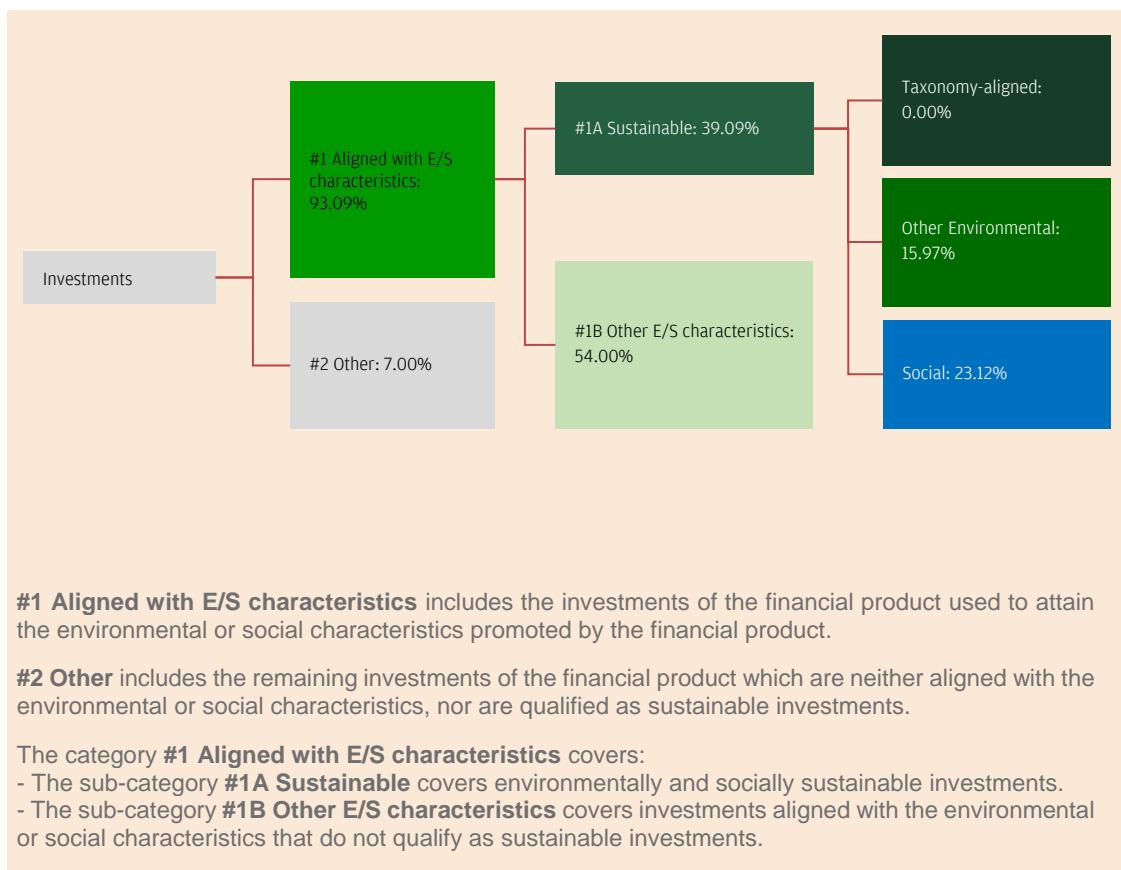 Investments
#1 Aligned with E/S
characteristics:
93.09%
#2 Other: 7.00%
#1A Sustainable: 39.09%
#1B Other E/S characteristics:
54.00%
Taxonomy-aligned:
0.00%
Other Environmental:
15.97%
Social: 23.12%
#1 Aligned with E/S characteristics includes the investments of the financial product used to attain
the environmental or social characteristics promoted by the financial product.
#2 Other includes the remaining investments of the financial product which are neither aligned with the
environmental or social characteristics, nor are qualified as sustainable investments.
The category #1 Aligned with E/S characteristics covers:
- The sub-category #1A Sustainable covers environmentally and socially sustainable investments.
- The sub-category #1B Other E/S characteristics covers investments aligned with the environmental
or social characteristics that do not qualify as sustainable investments.